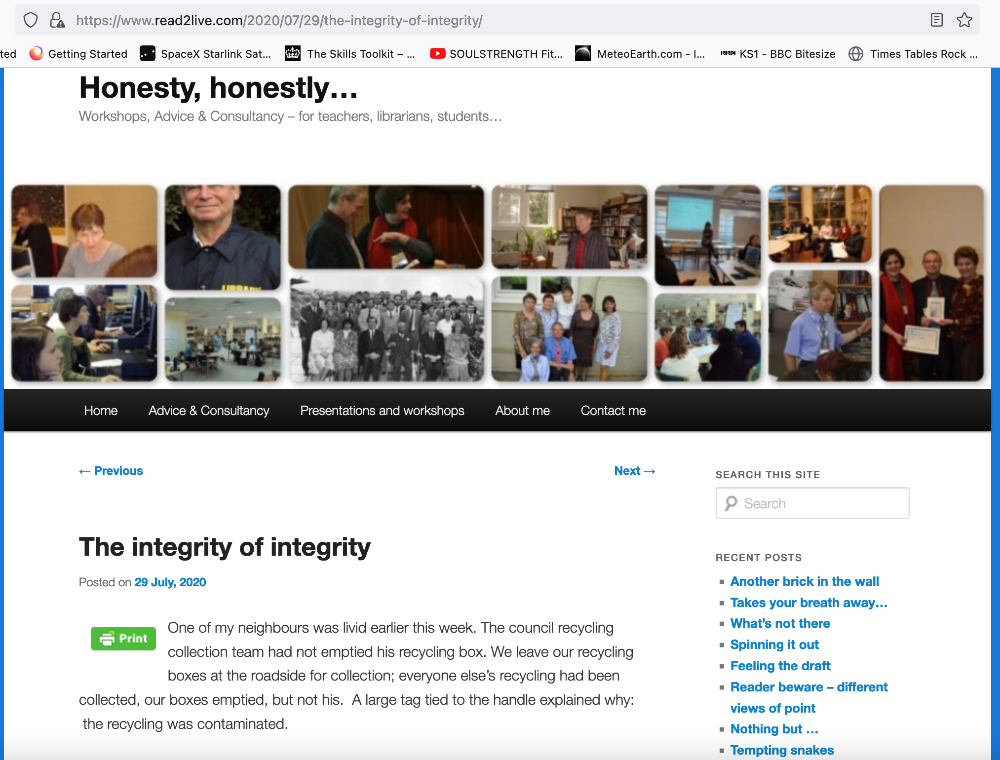 https://www.read2live.com/2020/07/29/the-integrity-of-integrity/
ted Getting Started SpaceX Starlink Sat... The Skills Toolkit – ... SOULSTRENGTH Fit... MeteoEarth.com - I... BBC KS1 - BBC Bitesize Times Tables Rock ...
Honesty, honestly…
Workshops, Advice & Consultancy – for teachers, librarians, students…
LIBRARY
Home Advice & Consultancy Presentations and workshops About me Contact me
← Previous Next →
SEARCH THIS SITE
Search
The integrity of integrity
Posted on 29 July, 2020
Print
One of my neighbours was livid earlier this week. The council recycling
collection team had not emptied his recycling box. We leave our recycling
boxes at the roadside for collection; everyone else’s recycling had been
collected, our boxes emptied, but not his. A large tag tied to the handle explained why:
the recycling was contaminated.
RECENT POSTS
Another brick in the wall
Takes your breath away…
What’s not there
Spinning it out
Feeling the draft
Reader beware – different
views of point
Nothing but …
Tempting snakes